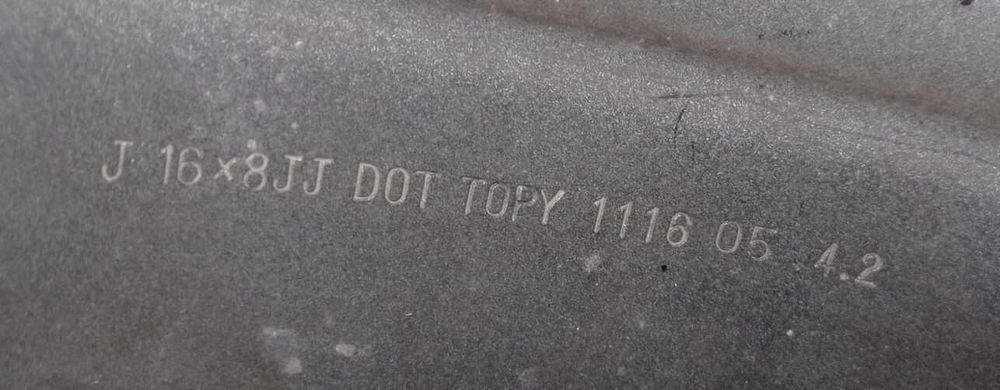 J 16×8JJ DOT TOPY 1116 05 4.2